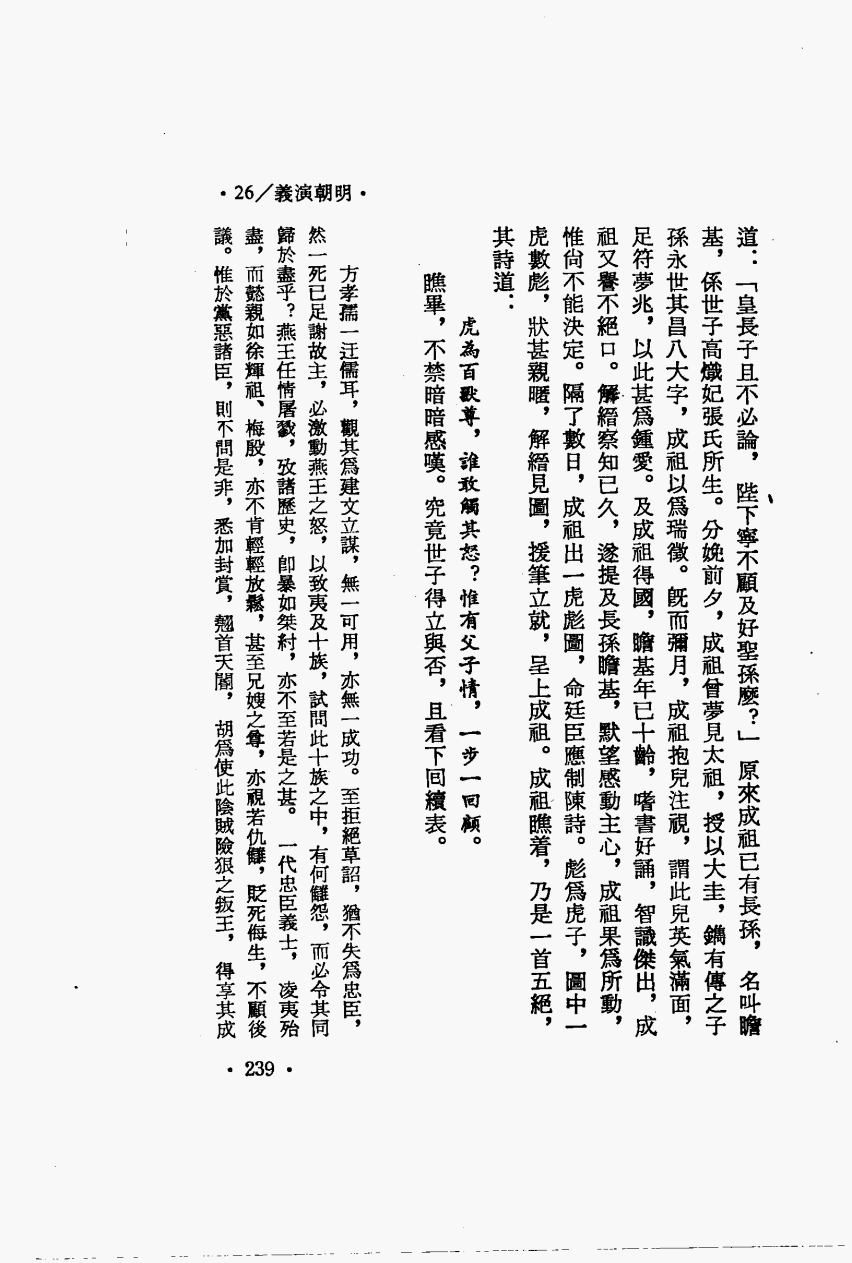 •26／義演朝明•
道：「皇長子且不必論，陛下寧不顧及好聖孫麼？」原來成祖已有長孫，名叫瞻
基，係世子高熾妃張氏所生。分娩前夕，成祖曾夢見太祖，授以大圭，鐫有傳之子
孫永世其昌八大字，成祖以爲瑞徵。旣而彌月，成祖抱兒注視，謂此兒英氣滿面，
足符夢兆，以此甚爲鍾愛。及成祖得國，瞻基年已十齡，嗜書好誦，智識傑出，成
祖又譽不絕口。解縉察知已久，遂提及長孫瞻基，默望感動主心，成祖果爲所動，
惟尙不能決定。隔了數日，成祖出一虎彪圖，命廷臣應制陳詩。彪爲虎子，圖中一
虎數彪，狀甚親暱，解縉見圖，援筆立就，呈上成祖。成祖瞧着，乃是一首五絕，
其詩道：
虎為百獸尊，誰敢觸其怒？惟有父子情，一步一回顧。
瞧畢，不禁暗暗感嘆。究竟世子得立與否，且看下回續表。
方孝孺一迂儒耳，觀其爲建文立謀，無一可用，亦無一成功。至拒絕草詔，猶不失爲忠臣，
然一死已足謝故主，必激動燕王之怒，以致夷及十族，試問此十族之中，有何讎怨，而必令其同
歸於盡乎？燕王任情屠戮，攷諸歷史，卽暴如桀紂，亦不至若是之甚。一代忠臣義士，凌夷殆
盡，而懿親如徐輝祖、梅殷，亦不肯輕輕放鬆，甚至兄嫂之尊，亦視若仇讎，貶死侮生，不顧後
議。惟於黨惡諸臣，則不問是非，悉加封賞，翹首天閽，胡爲使此陰賊險狠之叛王，得享其成
•239•